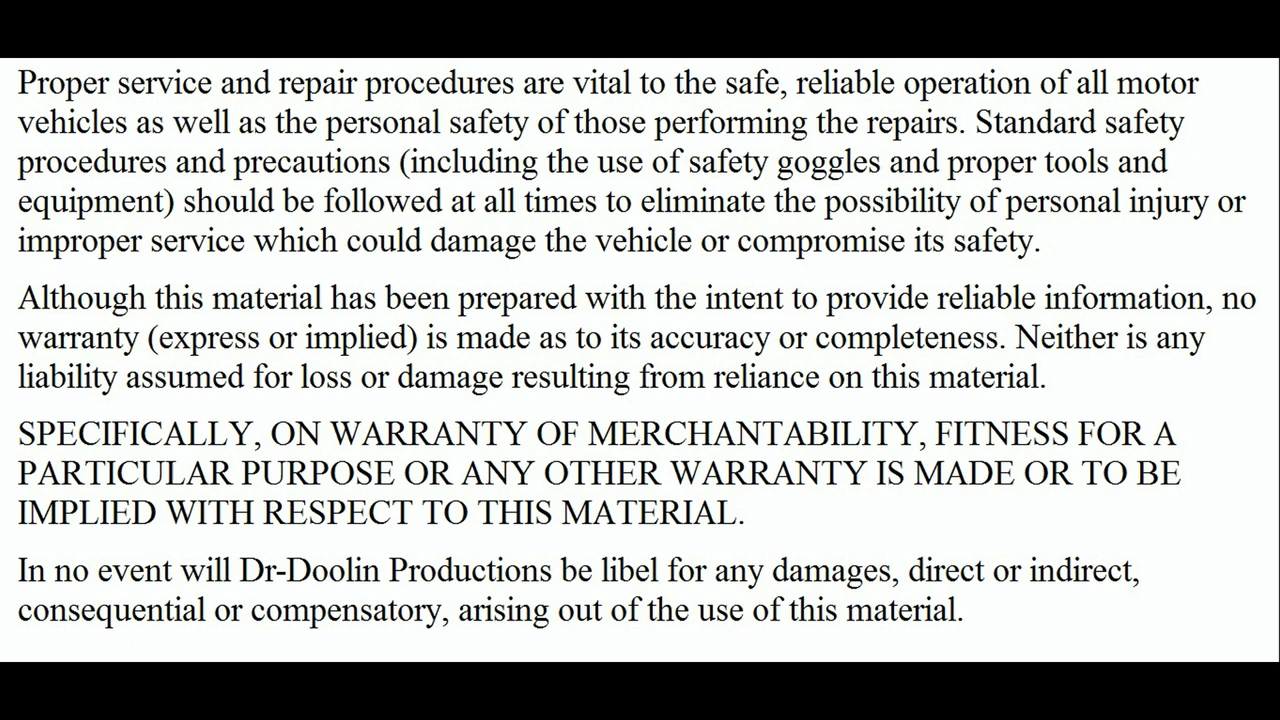 Proper service and repair procedures are vital to the safe, reliable operation of all motor
vehicles as well as the personal safety of those performing the repairs. Standard safety
procedures and precautions (including the use of safety goggles and proper tools and
equipment) should be followed at all times to eliminate the possibility of personal injury or
improper service which could damage the vehicle or compromise its safety.
Although this material has been prepared with the intent to provide reliable information, no
warranty (express or implied) is made as to its accuracy or completeness. Neither is any
liability assumed for loss or damage resulting from reliance on this material.
SPECIFICALLY, ON WARRANTY OF MERCHANTABILITY, FITNESS FOR A
PARTICULAR PURPOSE OR ANY OTHER WARRANTY IS MADE OR TO BE
IMPLIED WITH RESPECT TO THIS MATERIAL.
In no event will Dr-Doolin Productions be libel for any damages, direct or indirect,
consequential or compensatory, arising out of the use of this material.